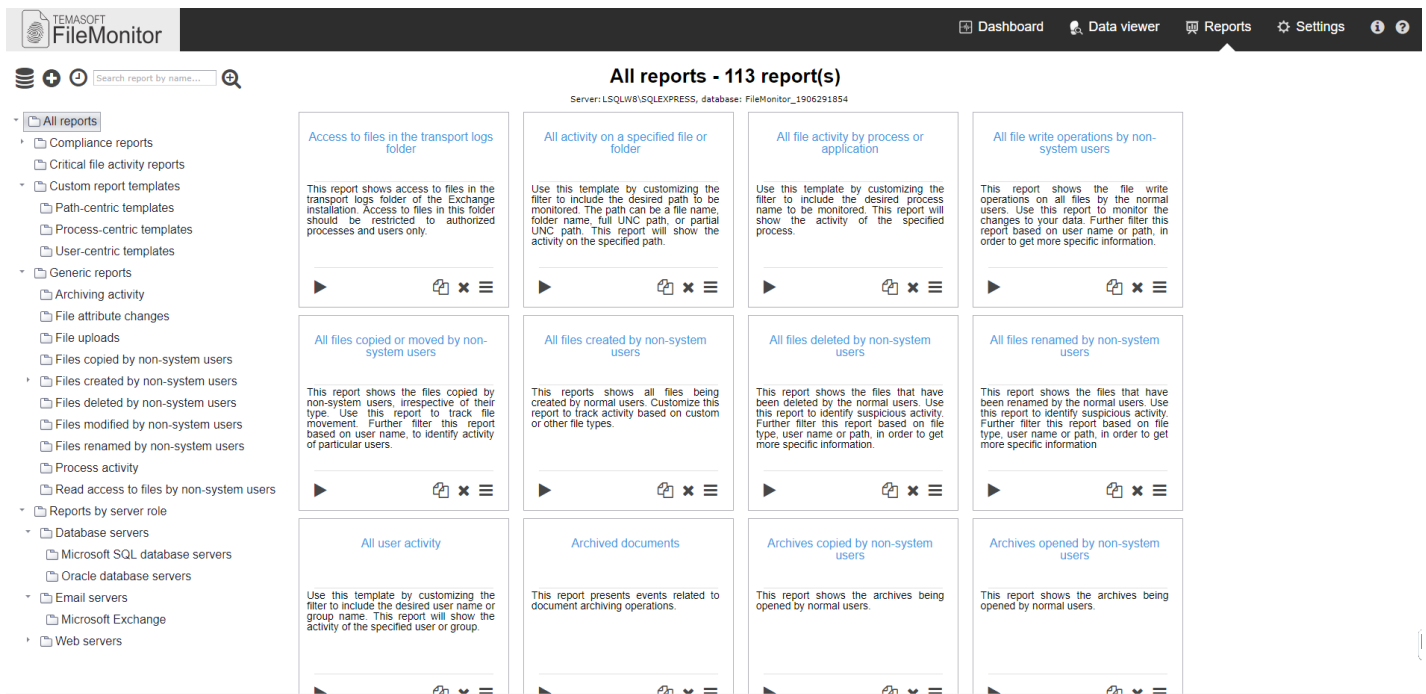 TEMASOFT
FileMonitor
Dashboard
Data viewer
Reports
Settings
Search report by name...
All reports - 113 report(s)
Server: LSQLW8\SQLEXPRESS, database: FileMonitor_1906291854
All reports
Compliance reports
Critical file activity reports
Custom report templates
Path-centric templates
Process-centric templates
User-centric templates
Generic reports
Archiving activity
File attribute changes
File uploads
Files copied by non-system users
Files created by non-system users
Files deleted by non-system users
Files modified by non-system users
Files renamed by non-system users
Process activity
Read access to files by non-system users
Reports by server role
Database servers
Microsoft SQL database servers
Oracle database servers
Email servers
Microsoft Exchange
Web servers
Access to files in the transport logs
folder
This report shows access to files in the
transport logs folder of the Exchange
installation. Access to files in this folder
should be restricted to authorized
processes and users only.
All activity on a specified file or
folder
Use this template by customizing the
filter to include the desired path to be
monitored. The path can be a file name,
folder name, full UNC path, or partial
UNC path. This report will show the
activity on the specified path.
All file activity by process or
application
Use this template by customizing the
filter to include the desired process
name to be monitored. This report will
show the activity of the specified
process.
All file write operations by non-
system users
This report shows the file write
operations on all files by the normal
users. Use this report to monitor the
changes to your data. Further filter this
report based on user name or path, in
order to get more specific information.
All files copied or moved by non-
system users
This report shows the files copied by
non-system users, irrespective of their
type. Use this report to track file
movement. Further filter this report
based on user name, to identify activity
of particular users.
All files created by non-system
users
This reports shows all files being
created by normal users. Customize this
report to track activity based on custom
or other file types.
All files deleted by non-system
users
This report shows the files that have
been deleted by the normal users. Use
this report to identify suspicious activity.
Further filter this report based on file
type, user name or path, in order to get
more specific information.
All files renamed by non-system
users
This report shows the files that have
been renamed by the normal users. Use
this report to identify suspicious activity.
Further filter this report based on file
type, user name or path, in order to get
more specific information
All user activity
Use this template by customizing the
filter to include the desired user name or
group name. This report will show the
activity of the specified user or group.
Archived documents
This report presents events related to
document archiving operations.
Archives copied by non-system
users
This report shows the archives being
opened by normal users.
Archives opened by non-system
users
This report shows the archives being
opened by normal users.